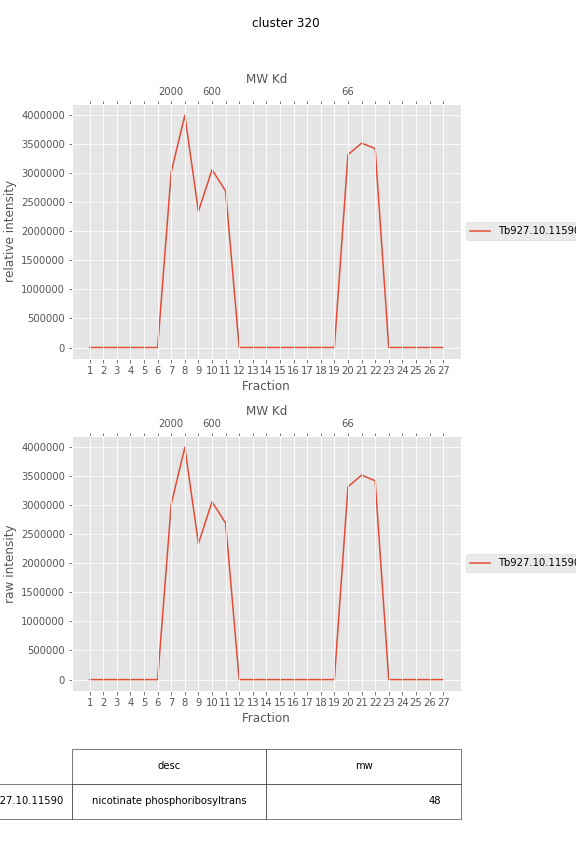 cluster 320
MW Kd
2000 600 66
4000000
3500000
3000000
2500000
2000000
1500000
1000000
500000
0
relative intensity
1 2 3 4 5 6 7 8 9 10 11 12 13 14 15 16 17 18 19 20 21 22 23 24 25 26 27
Fraction
Tb927.10.11590
MW Kd
2000 600 66
4000000
3500000
3000000
2500000
2000000
1500000
1000000
500000
0
raw intensity
1 2 3 4 5 6 7 8 9 10 11 12 13 14 15 16 17 18 19 20 21 22 23 24 25 26 27
Fraction
Tb927.10.11590
desc mw
27.10.11590 nicotinate phosphoribosyltrans 48